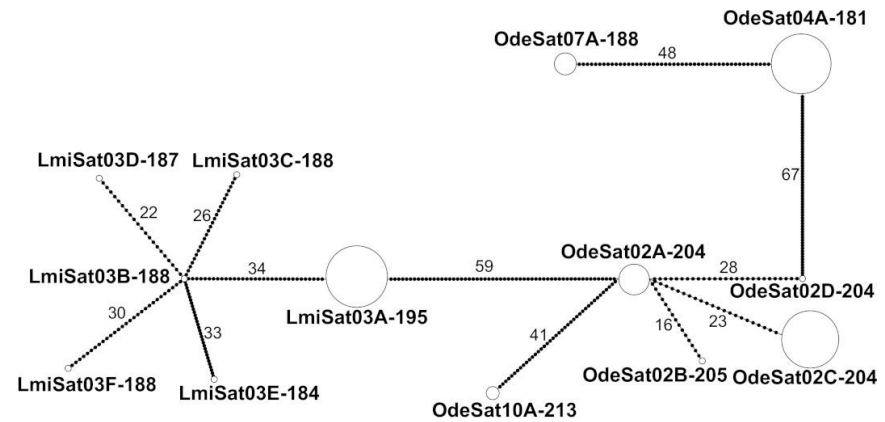 OdeSat04A-181
OdeSat07A-188
48
67
LmiSat03D-187
LmiSat03C-188
22
26
OdeSat02A-204
LmiSat03B-188
34
59
28
OdeSat02D-204
30
33
LmiSat03A-195
41
16
23
LmiSat03F-188
LmiSat03E-184
OdeSat02B-205
OdeSat02C-204
OdeSat10A-213